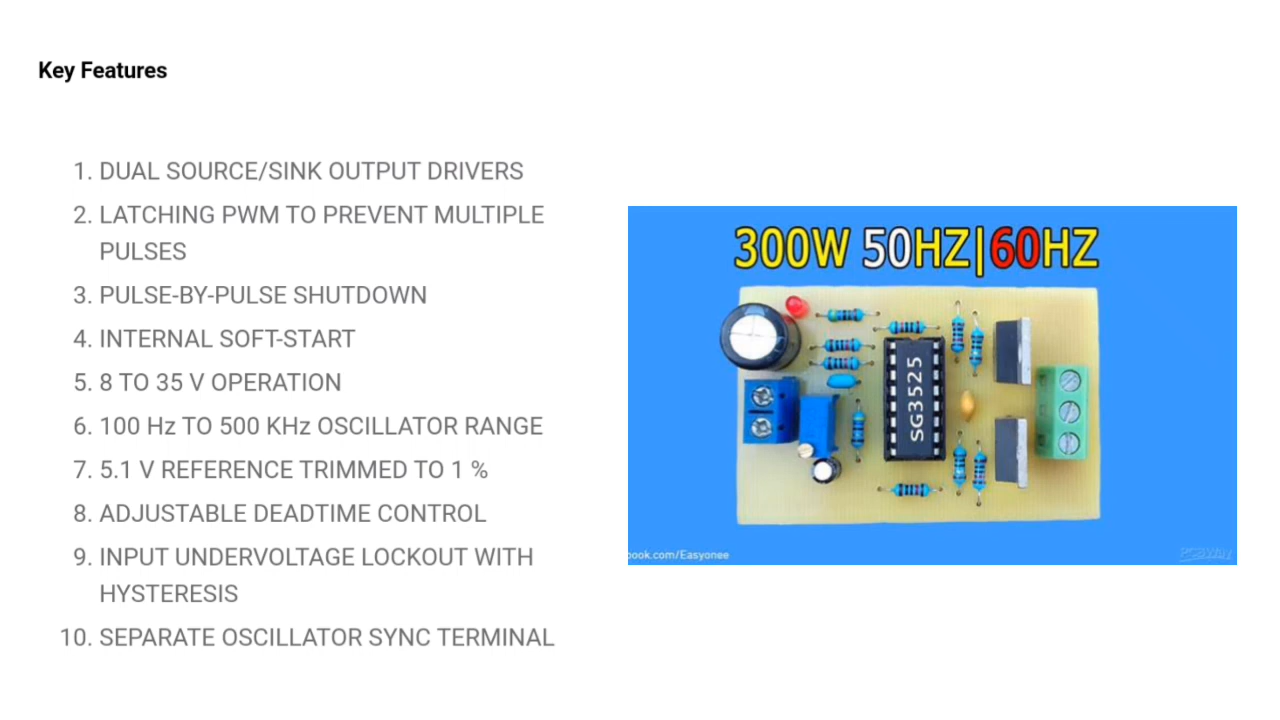 Key Features
1. DUAL SOURCE/SINK OUTPUT DRIVERS
2. LATCHING PWM TO PREVENT MULTIPLE
PULSES
3. PULSE-BY-PULSE SHUTDOWN
4. INTERNAL SOFT-START
5. 8 TO 35 V OPERATION
6. 100 Hz TO 500 KHz OSCILLATOR RANGE
7. 5.1 V REFERENCE TRIMMED TO 1 %
8. ADJUSTABLE DEADTIME CONTROL
9. INPUT UNDERVOLTAGE LOCKOUT WITH
HYSTERESIS
10. SEPARATE OSCILLATOR SYNC TERMINAL
300W 50HZ|60HZ
SG3525
ook.com/Easyonee
PCBWay